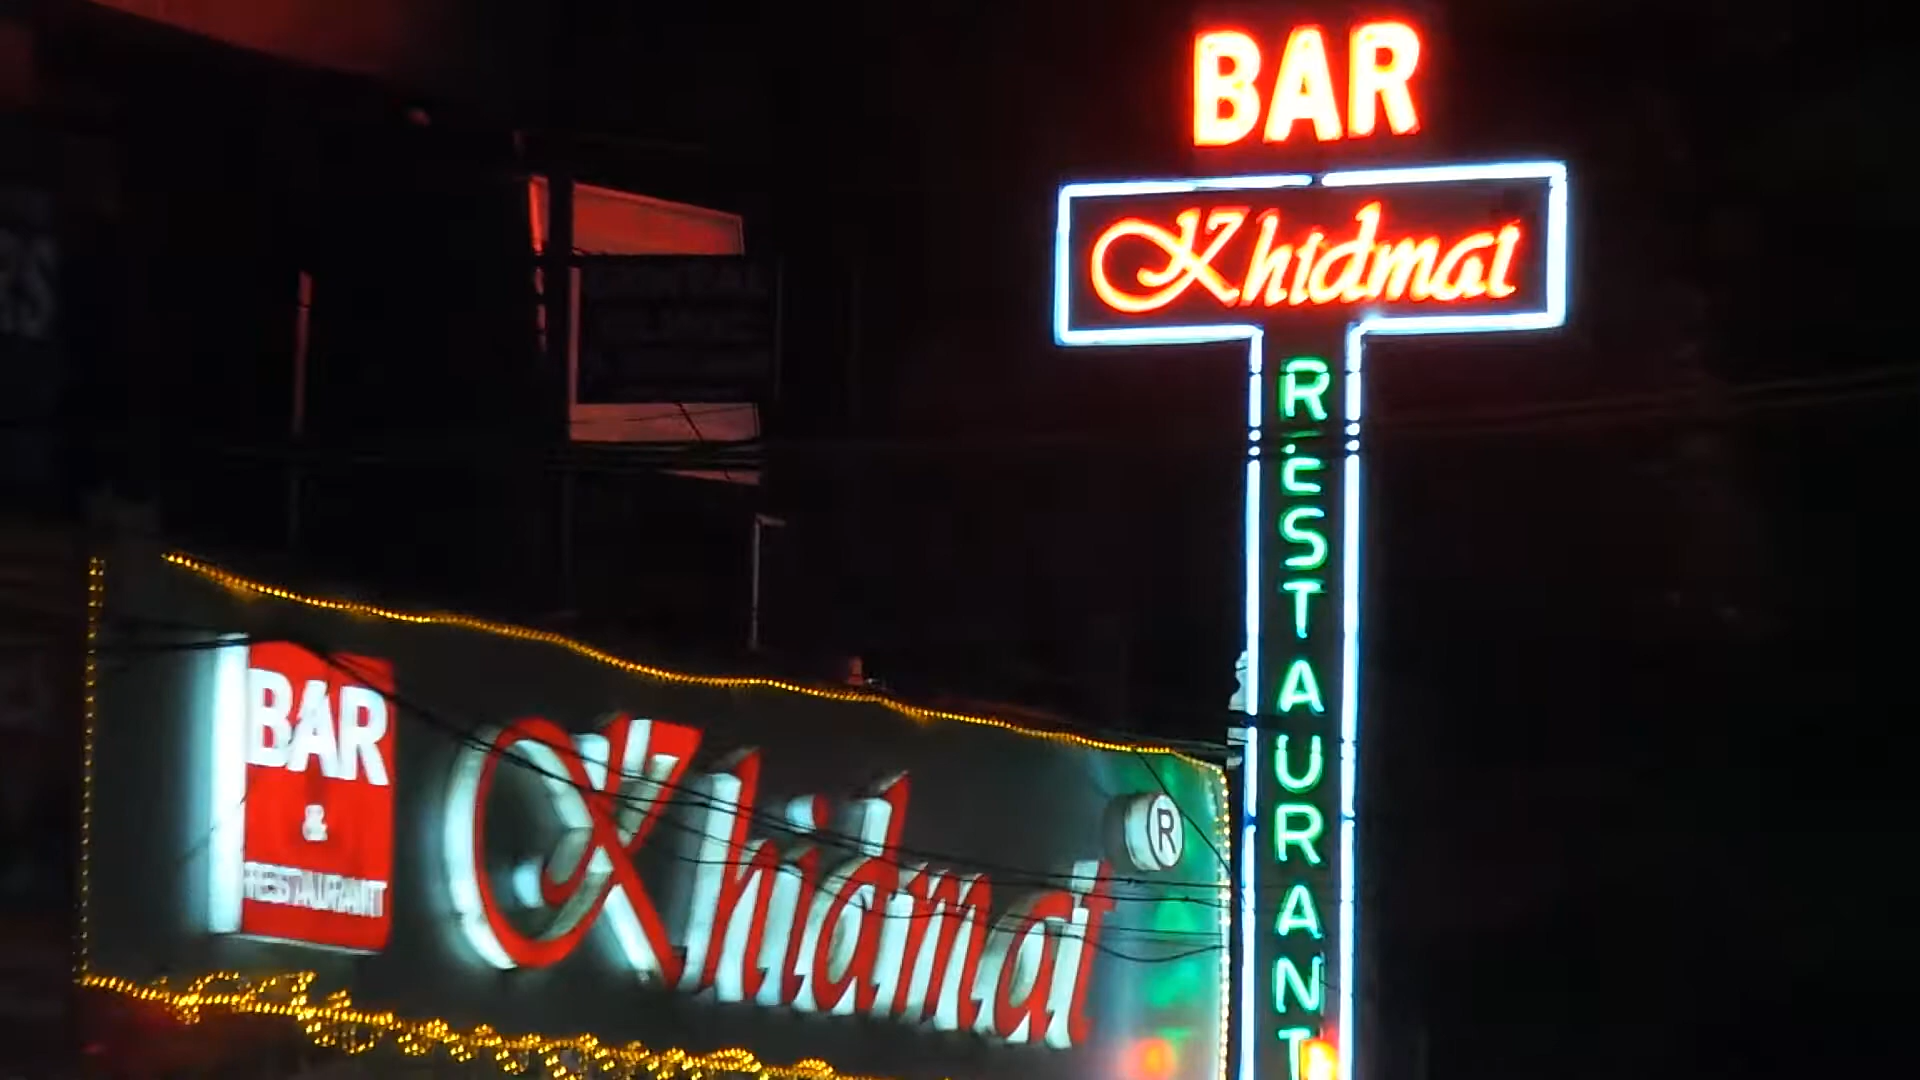 BAR
Khidmat
RESTAURANT
BAR
&
RESTAURANT
Khidmat ®